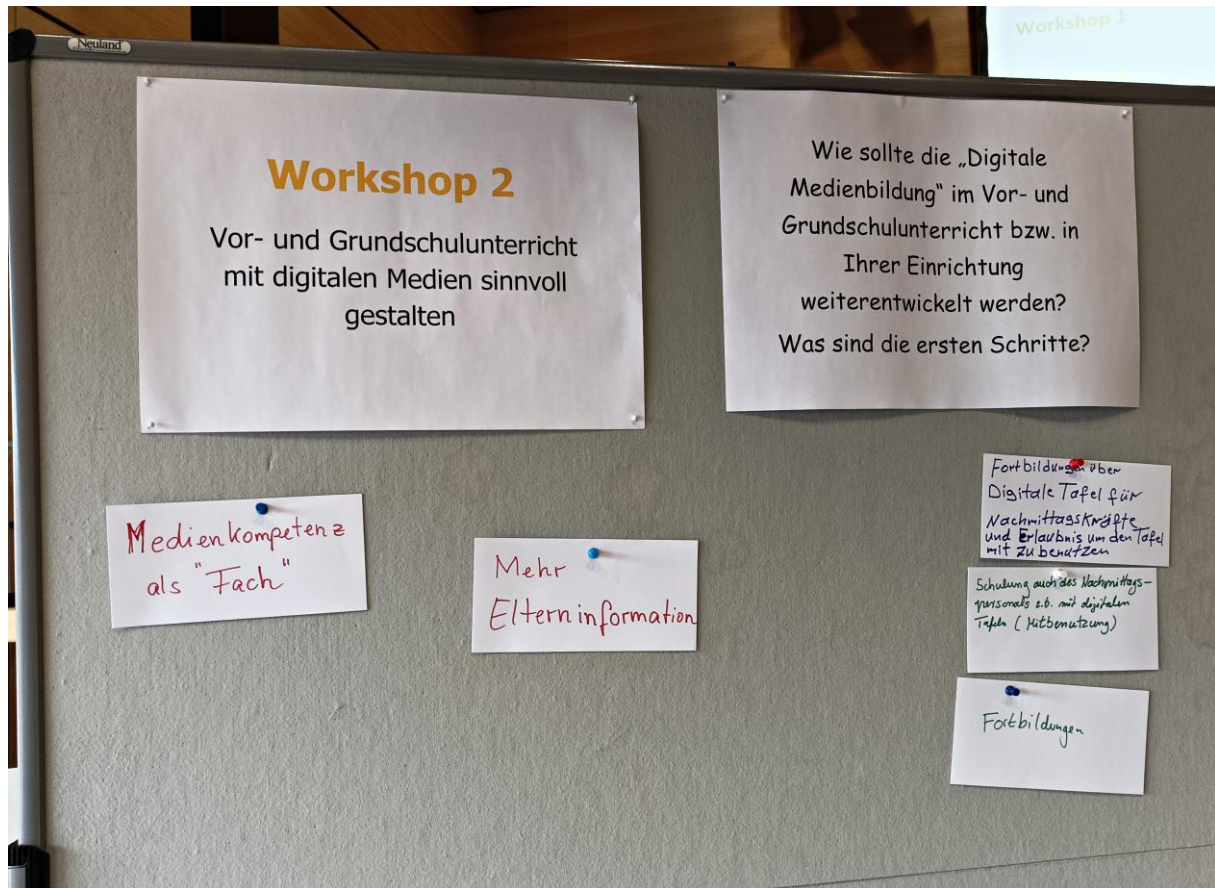 Neuland
Workshop 1
Workshop 2
Vor- und Grundschulunterricht
mit digitalen Medien sinnvoll
gestalten
Wie sollte die „Digitale
Medienbildung" im Vor- und
Grundschulunterricht bzw. in
Ihrer Einrichtung
weiterentwickelt werden?
Was sind die ersten Schritte?
Medienkompetenz
als "Fach"
Mehr
Elterninformation
Fortbildungen über
Digitale Tafel für
Nachmittagskräfte
und Erlaubnis um den Tafel
mit zu benutzen
Schulung auch des Nachmittags-
personals z.b. mit digitalen
Tafeln (Mitbenutzung)
Fortbildungen